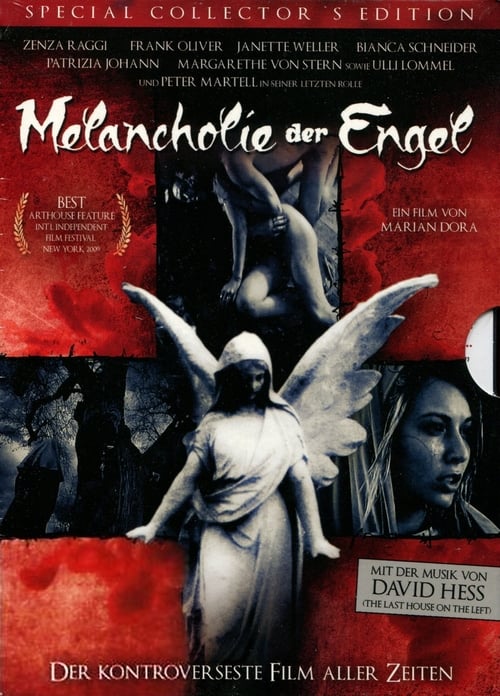 SPECIAL COLLECTOR'S EDITION
ZENZA RAGGI FRANK OLIVER JANETTE WELLER BIANCA SCHNEIDER
PATRIZIA JOHANN MARGARETHE VON STERN SOWIE ULLI LOMMEL
UND PETER MARTELL IN SEINER LETZTEN ROLLE
Melancholie der Engel
BEST
ARTHOUSE FEATURE
INT'L INDEPENDENT
FILM FESTIVAL
NEW YORK 2009
EIN FILM VON
MARIAN DORA
MIT DER MUSIK VON
DAVID HESS
(THE LAST HOUSE ON THE LEFT)
DER KONTROVERSESTE FILM ALLER ZEITEN